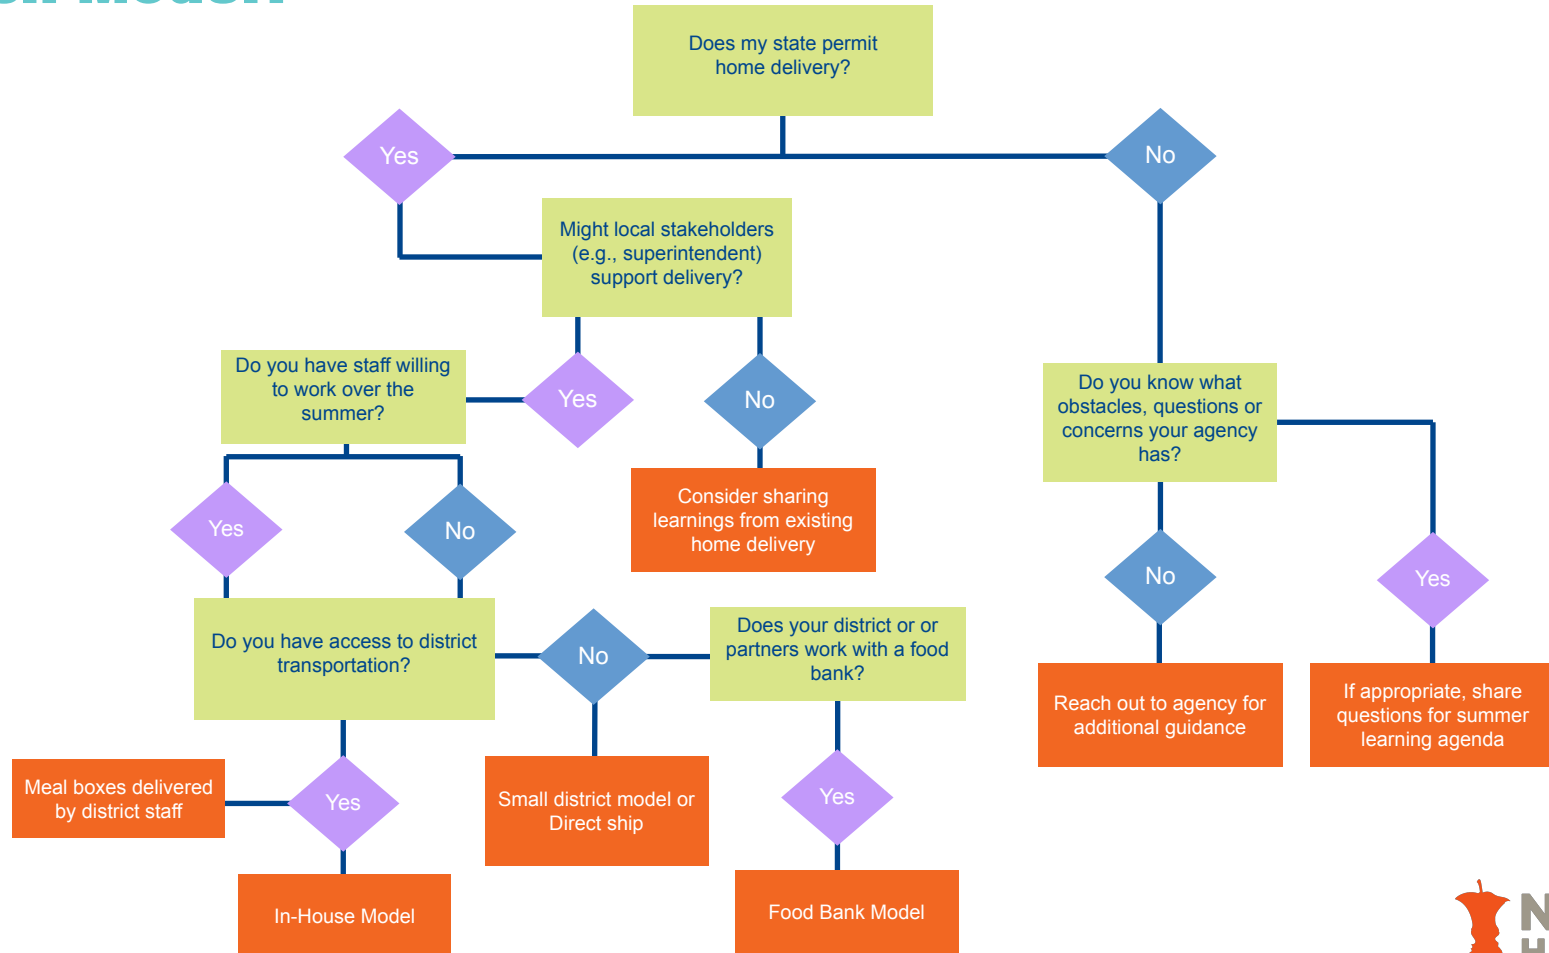 Does my state permit
home delivery?
Yes
No
Might local stakeholders
(e.g., superintendent)
support delivery?
Do you have staff willing
to work over the
summer?
Yes
No
Do you know what
obstacles, questions or
concerns your agency
has?
Consider sharing
learnings from existing
home delivery
Yes
No
No
Yes
Do you have access to district
transportation?
No
Does your district or or
partners work with a food
bank?
Reach out to agency for
additional guidance
If appropriate, share
questions for summer
learning agenda
Meal boxes delivered
by district staff
Yes
Small district model or
Direct ship
Yes
In-House Model
Food Bank Model